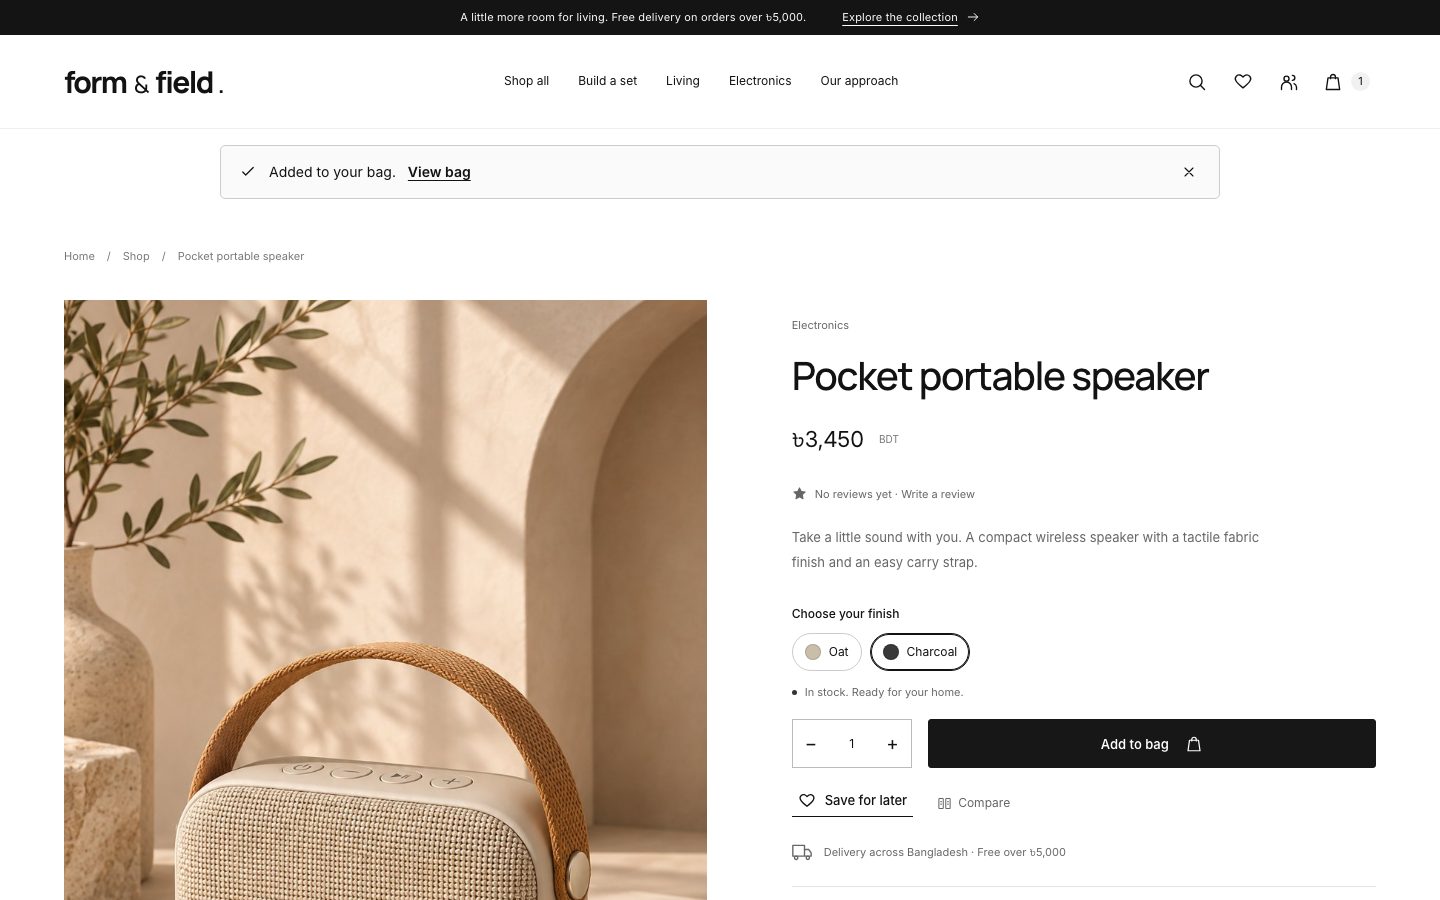 A little more room for living. Free delivery on orders over ৳5,000. Explore the collection
form & field .
Shop all Build a set Living Electronics Our approach
1
Added to your bag. View bag
Home / Shop / Pocket portable speaker
Electronics
Pocket portable speaker
৳3,450 BDT
No reviews yet · Write a review
Take a little sound with you. A compact wireless speaker with a tactile fabric
finish and an easy carry strap.
Choose your finish
Oat Charcoal
In stock. Ready for your home.
− 1 + Add to bag
Save for later Compare
Delivery across Bangladesh · Free over ৳5,000